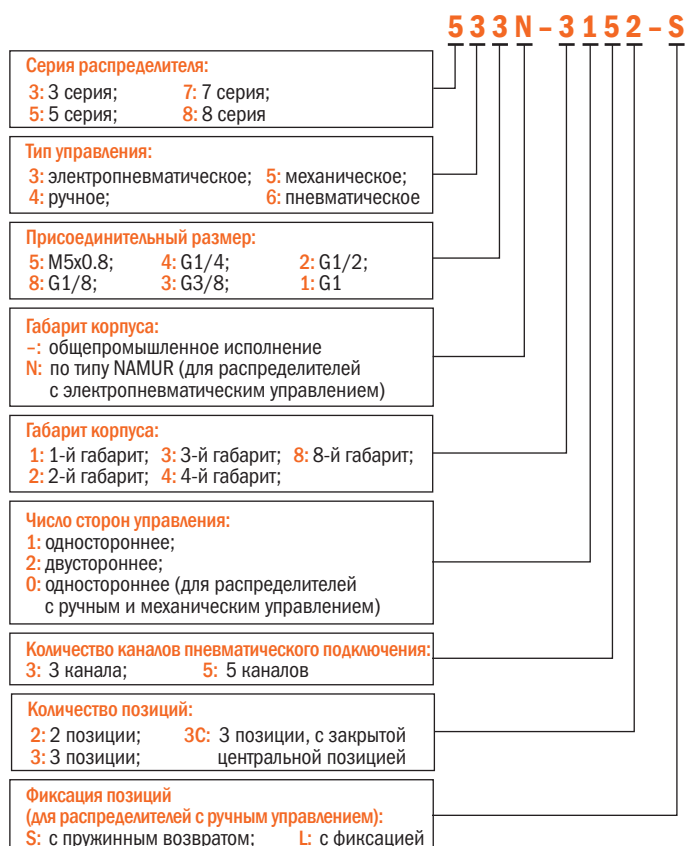 533N–3152–S
Серия распределителя:
3: 3 серия; 7: 7 серия;
5: 5 серия; 8: 8 серия
Тип управления:
3: электропневматическое; 5: механическое;
4: ручное; 6: пневматическое
Присоединительный размер:
5: M5x0.8; 4: G1/4; 2: G1/2;
8: G1/8; 3: G3/8; 1: G1
Габарит корпуса:
–: общепромышленное исполнение
N: по типу NAMUR (для распределителей
с электропневматическим управлением)
Габарит корпуса:
1: 1-й габарит; 3: 3-й габарит; 8: 8-й габарит;
2: 2-й габарит; 4: 4-й габарит;
Число сторон управления:
1: одностороннее;
2: двустороннее;
0: одностороннее (для распределителей
с ручным и механическим управлением)
Количество каналов пневматического подключения:
3: 3 канала; 5: 5 каналов
Количество позиций:
2: 2 позиции; 3C: 3 позиции, с закрытой
3: 3 позиции; центральной позицией
Фиксация позиций
(для распределителей с ручным управлением):
S: с пружинным возвратом; L: с фиксацией